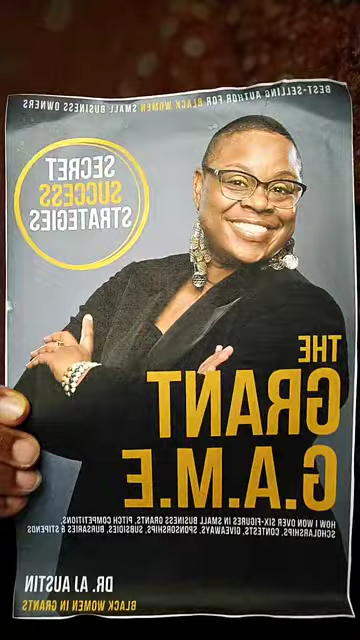 BEST-SELLING AUTHOR FOR BLACK WOMEN SMALL BUSINESS OWNERS
SECRET
SUCCESS
STRATEGIES
THE
GRANT
G.A.M.E.
HOW I WON OVER SIX-FIGURES IN SMALL BUSINESS GRANTS, PITCH COMPETITIONS,
SCHOLARSHIPS, CONTESTS, GIVEAWAYS, SPONSORSHIPS, SUBSIDIES, BURSARIES & STIPENDS
DR. AJ AUSTIN
BLACK WOMEN IN GRANTS